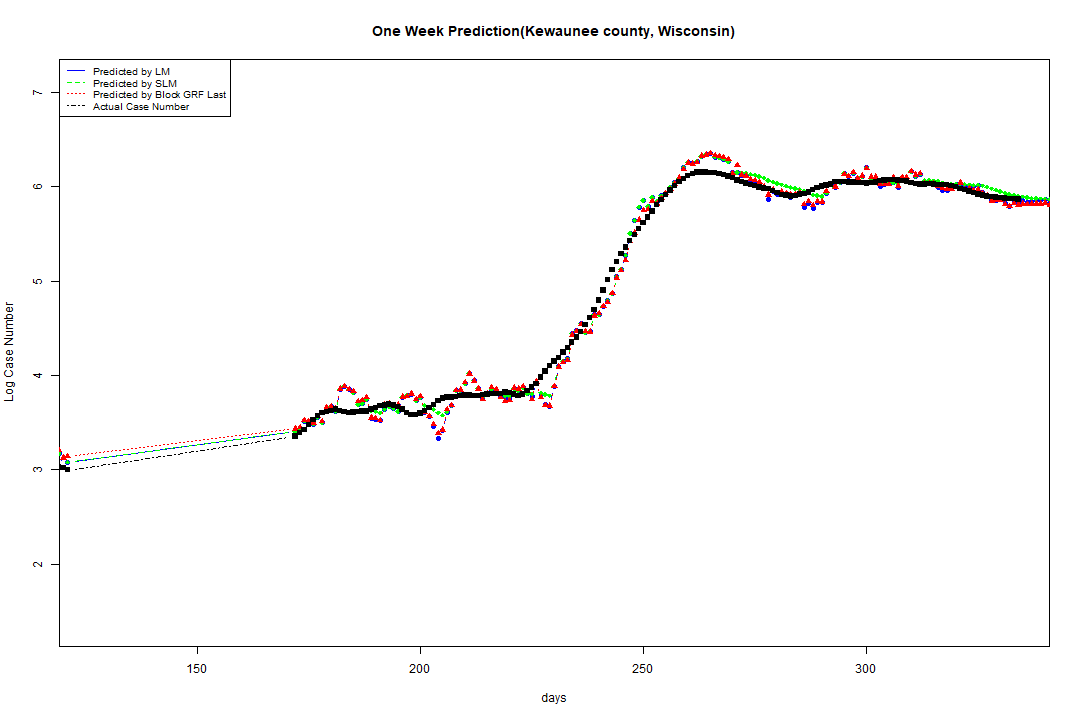 One Week Prediction(Kewaunee county, Wisconsin)
Predicted by LM
Predicted by SLM
Predicted by Block GRF Last
Actual Case Number
7
6
5
4
3
2
Log Case Number
150 200 250 300
days